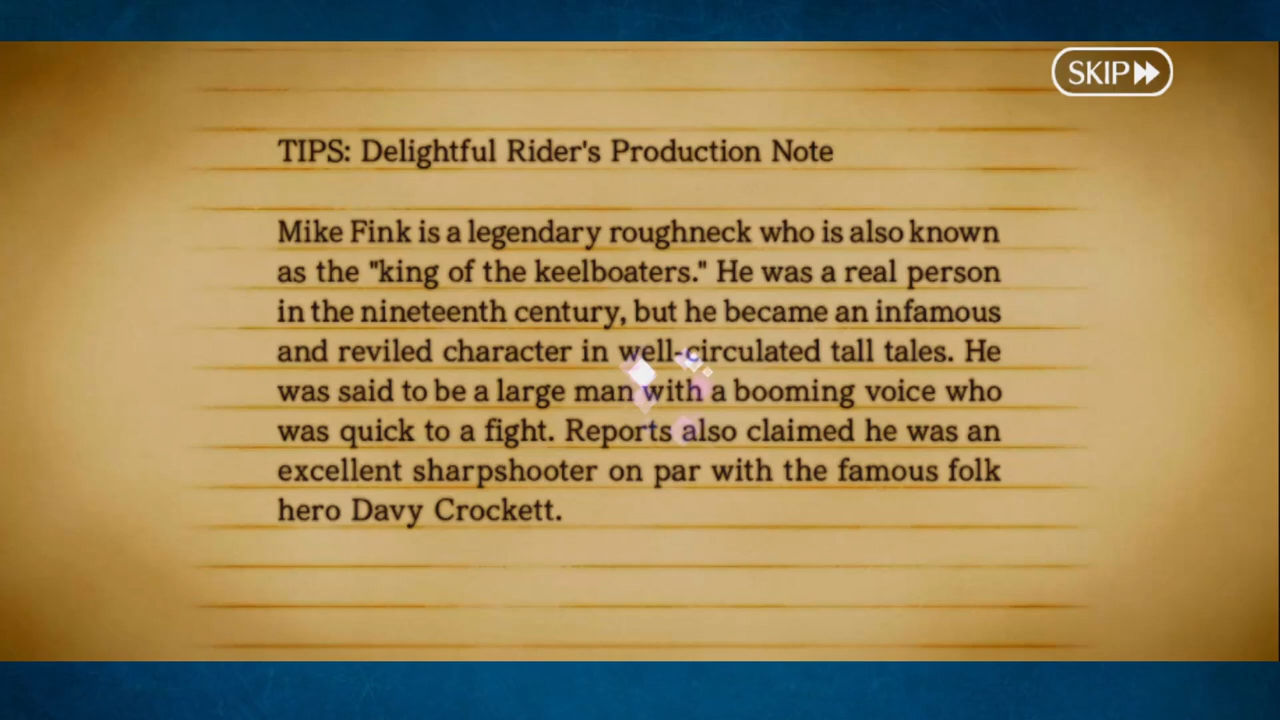 SKIP
TIPS: Delightful Rider's Production Note
Mike Fink is a legendary roughneck who is also known
as the "king of the keelboaters." He was a real person
in the nineteenth century, but he became an infamous
and reviled character in well-circulated tall tales. He
was said to be a large man with a booming voice who
was quick to a fight. Reports also claimed he was an
excellent sharpshooter on par with the famous folk
hero Davy Crockett.